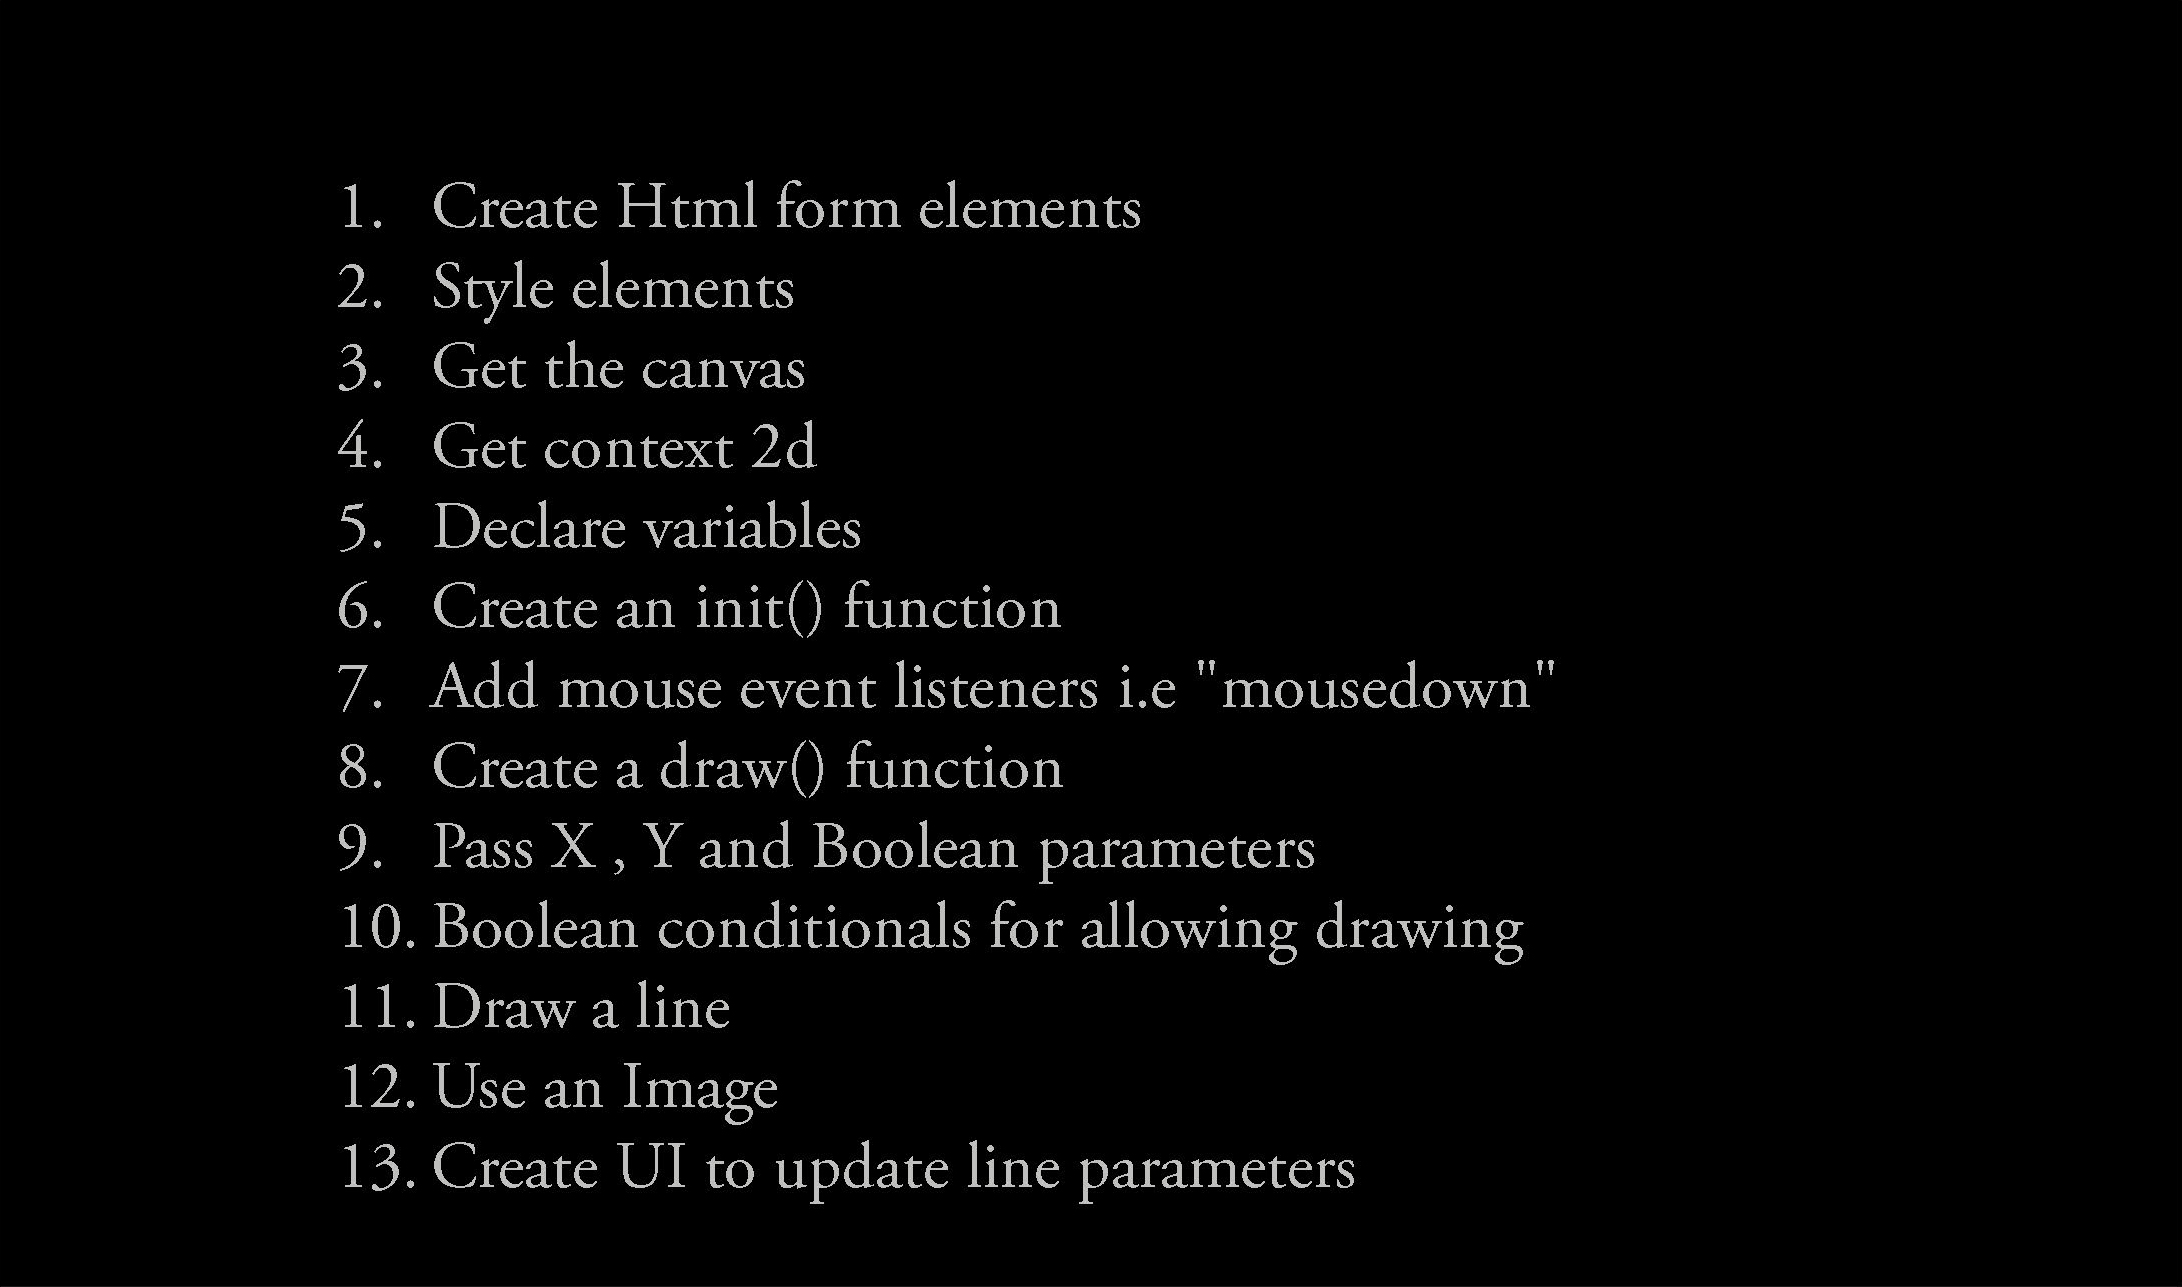 1. Create Html form elements
2. Style elements
3. Get the canvas
4. Get context 2d
5. Declare variables
6. Create an init() function
7. Add mouse event listeners i.e "mousedown"
8. Create a draw() function
9. Pass X , Y and Boolean parameters
10. Boolean conditionals for allowing drawing
11. Draw a line
12. Use an Image
13. Create UI to update line parameters